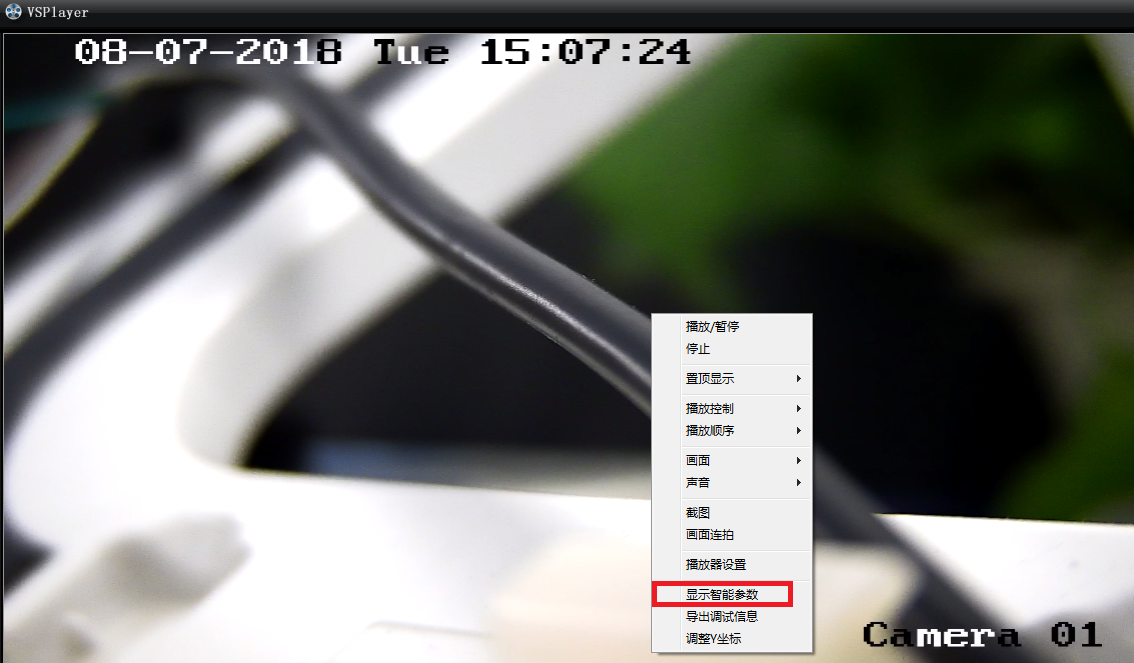 VSPlayer
08-07-2018 Tue 15:07:24
播放/暂停
停止
置顶显示
播放控制
播放顺序
画面
声音
截图
画面连拍
播放器设置
显示智能参数
导出调试信息
调整Y坐标
Camera 01